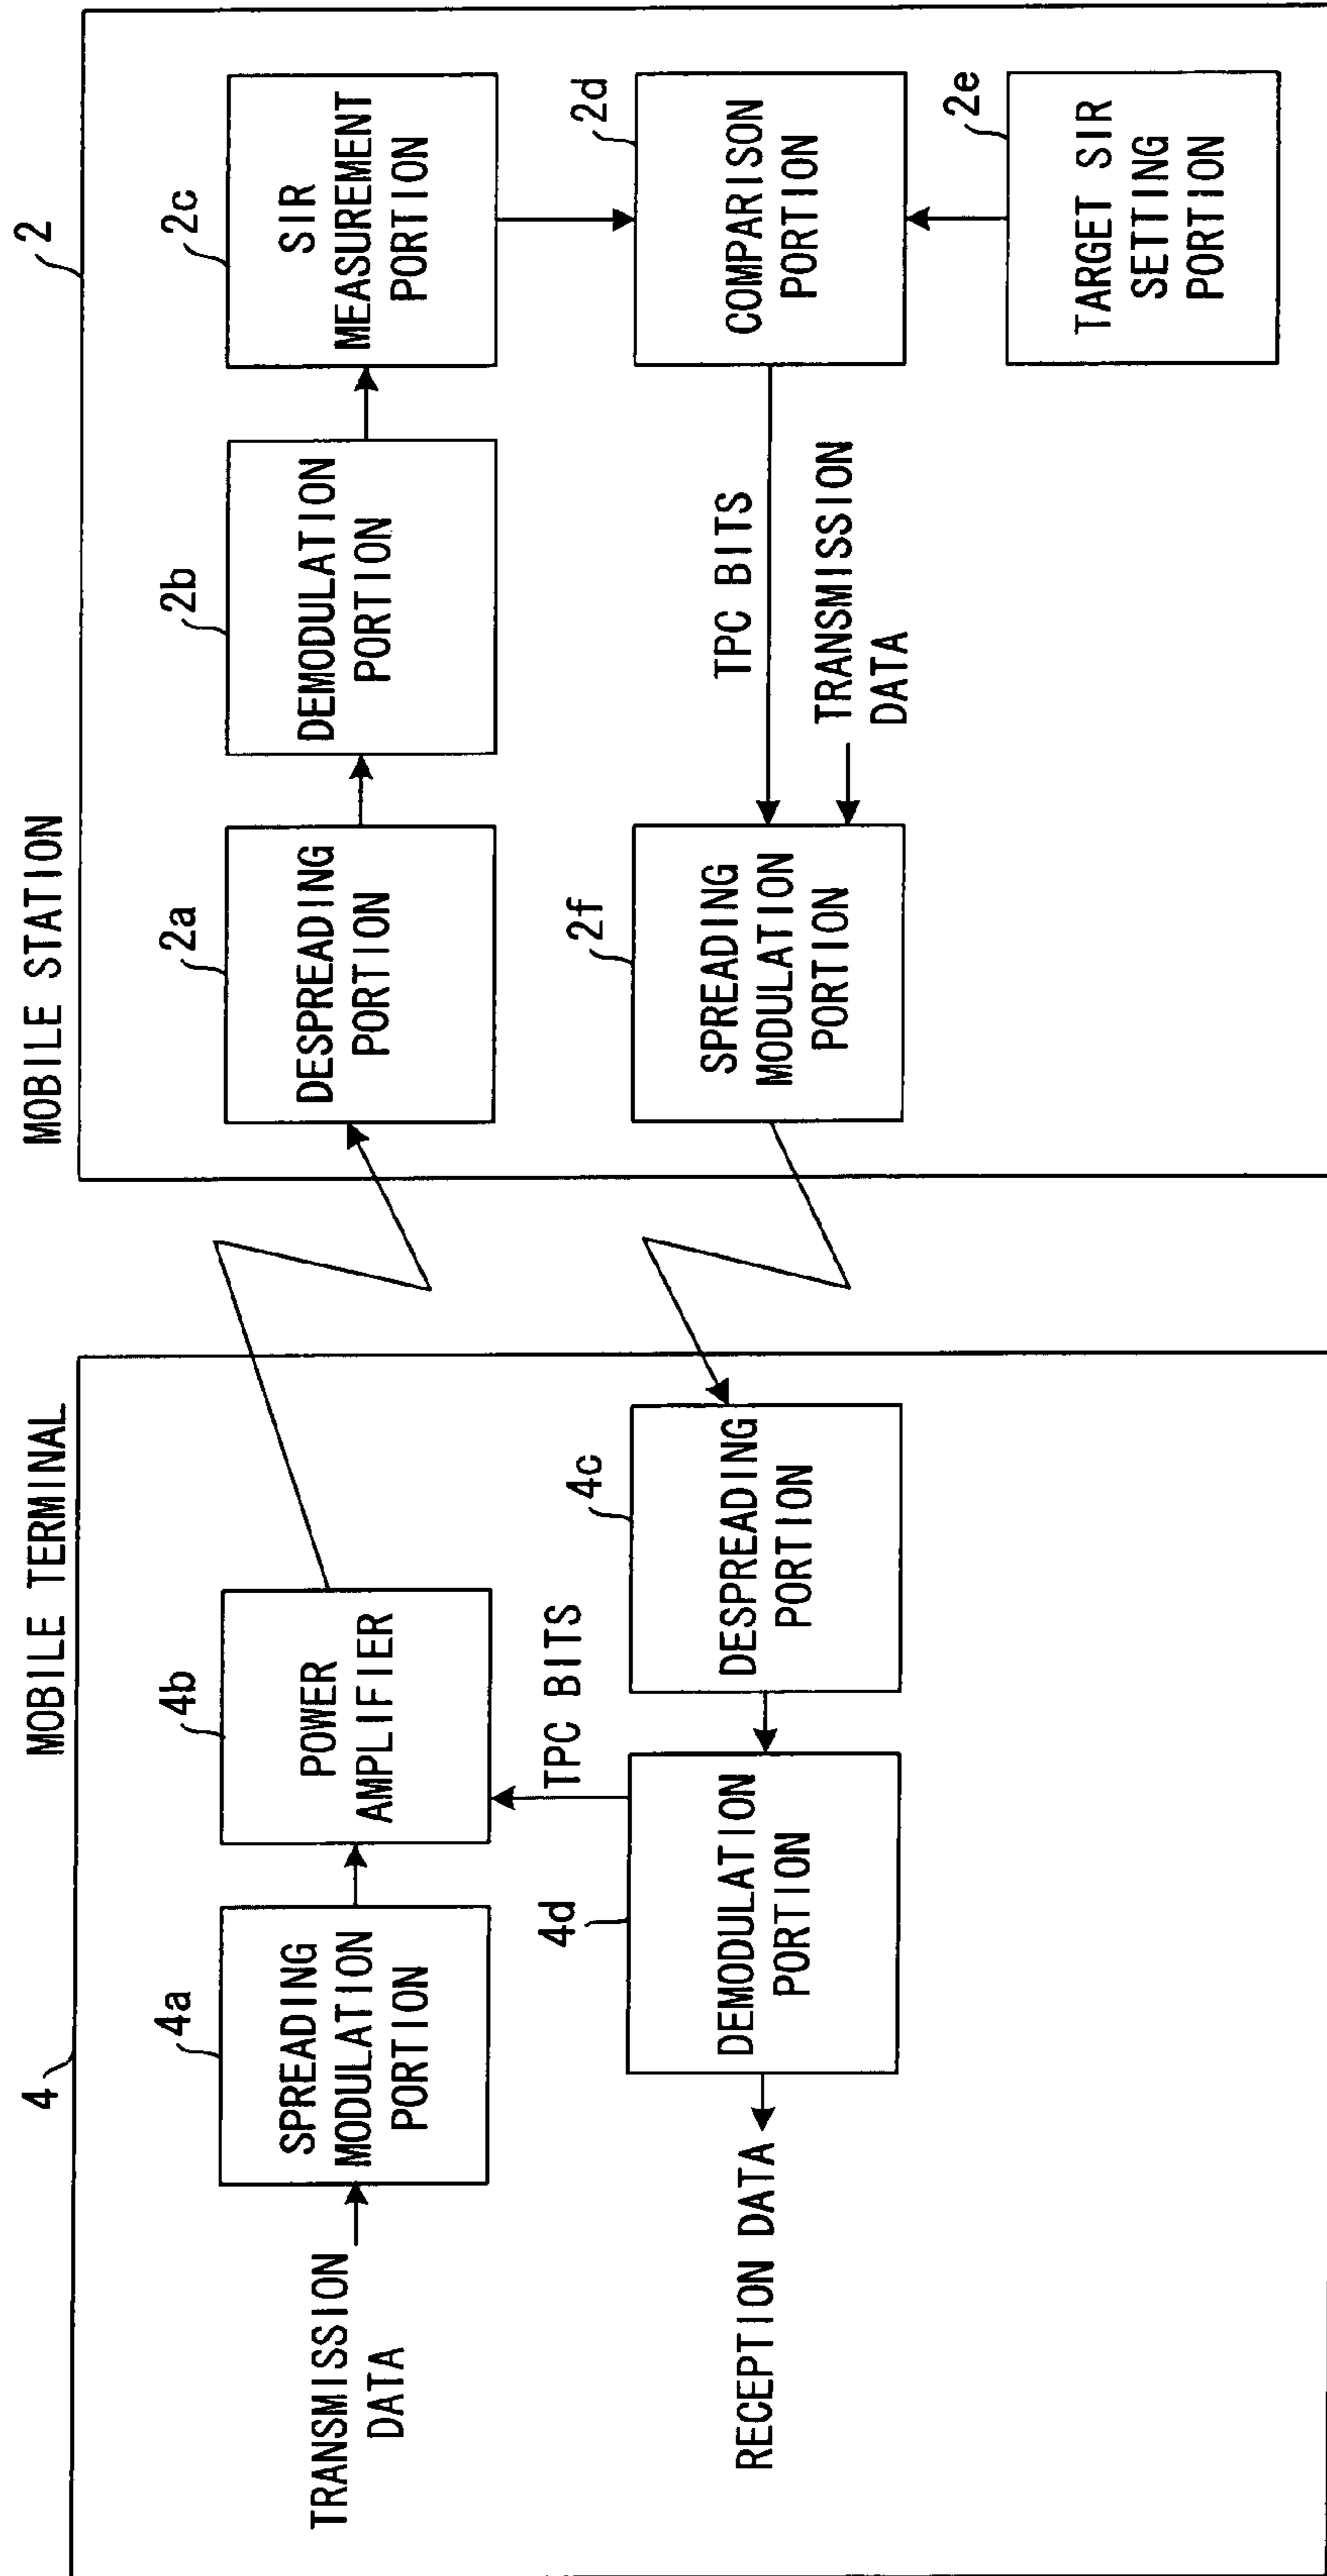 MOBILE TERMINAL
4
4a
SPREADING
MODULATION
PORTION
TRANSMISSION
DATA
4b
POWER
AMPLIFIER
TPC BITS
4c
DESPREADING
PORTION
4d
DEMODULATION
PORTION
RECEPTION DATA
MOBILE STATION
2
2a
DESPREADING
PORTION
2b
DEMODULATION
PORTION
2c
SIR
MEASUREMENT
PORTION
2d
COMPARISON
PORTION
2e
TARGET SIR
SETTING
PORTION
TPC BITS
TRANSMISSION
DATA
2f
SPREADING
MODULATION
PORTION